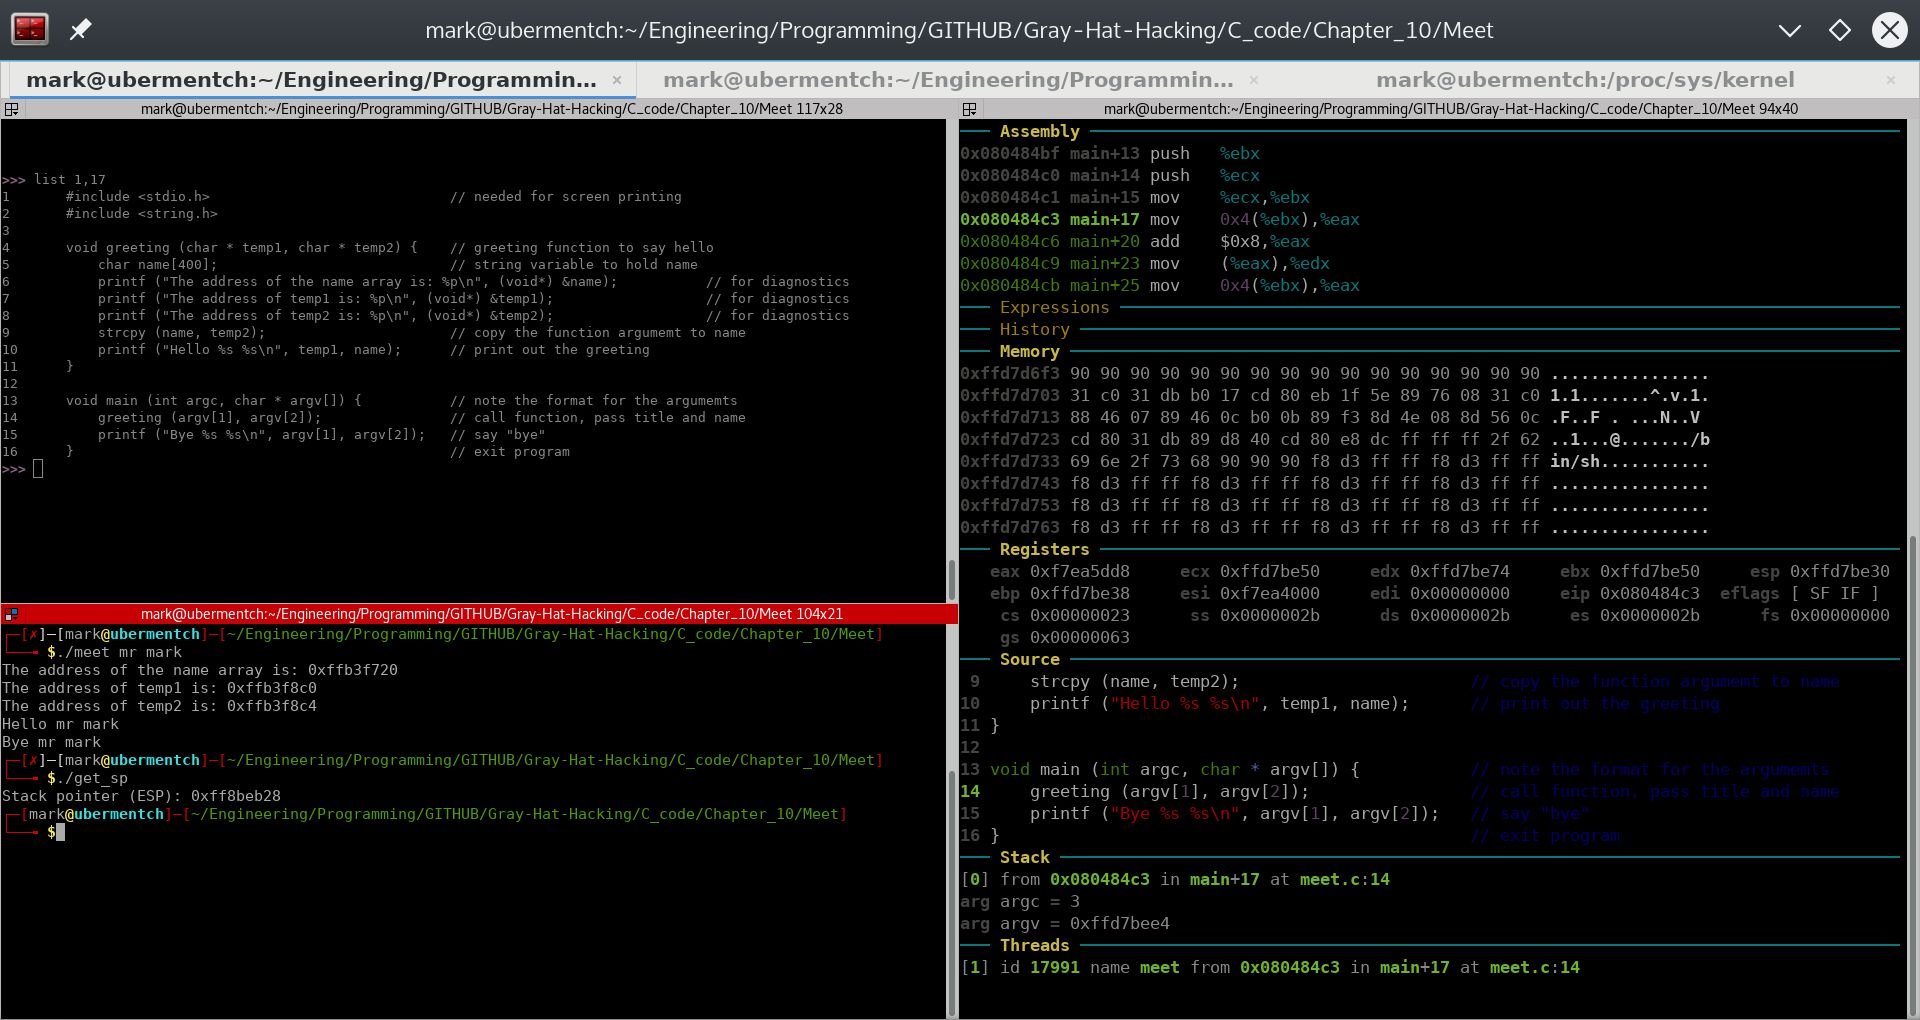 mark@ubermentch:~/Engineering/Programming/GITHUB/Gray-Hat-Hacking/C_code/Chapter_10/Meet
mark@ubermentch:~/Engineering/Programmin... × mark@ubermentch:~/Engineering/Programmin... × mark@ubermentch:/proc/sys/kernel ×
mark@ubermentch:~/Engineering/Programming/GITHUB/Gray-Hat-Hacking/C_code/Chapter_10/Meet 117x28
>>> list 1,17
1 #include <stdio.h> // needed for screen printing
2 #include <string.h>
3
4 void greeting (char * temp1, char * temp2) { // greeting function to say hello
5 char name[400]; // string variable to hold name
6 printf ("The address of the name array is: %p\n", (void*) &name); // for diagnostics
7 printf ("The address of temp1 is: %p\n", (void*) &temp1); // for diagnostics
8 printf ("The address of temp2 is: %p\n", (void*) &temp2); // for diagnostics
9 strcpy (name, temp2); // copy the function argumemt to name
10 printf ("Hello %s %s\n", temp1, name); // print out the greeting
11 }
12
13 void main (int argc, char * argv[]) { // note the format for the argumemts
14 greeting (argv[1], argv[2]); // call function, pass title and name
15 printf ("Bye %s %s\n", argv[1], argv[2]); // say "bye"
16 } // exit program
>>>
mark@ubermentch:~/Engineering/Programming/GITHUB/Gray-Hat-Hacking/C_code/Chapter_10/Meet 104x21
┌─[✗]─[mark@ubermentch]─[~/Engineering/Programming/GITHUB/Gray-Hat-Hacking/C_code/Chapter_10/Meet]
└──╼ $./meet mr mark
The address of the name array is: 0xffb3f720
The address of temp1 is: 0xffb3f8c0
The address of temp2 is: 0xffb3f8c4
Hello mr mark
Bye mr mark
┌─[✗]─[mark@ubermentch]─[~/Engineering/Programming/GITHUB/Gray-Hat-Hacking/C_code/Chapter_10/Meet]
└──╼ $./get_sp
Stack pointer (ESP): 0xff8beb28
┌─[mark@ubermentch]─[~/Engineering/Programming/GITHUB/Gray-Hat-Hacking/C_code/Chapter_10/Meet]
└──╼ $
mark@ubermentch:~/Engineering/Programming/GITHUB/Gray-Hat-Hacking/C_code/Chapter_10/Meet 94x40
Assembly
0x080484bf main+13 push %ebx
0x080484c0 main+14 push %ecx
0x080484c1 main+15 mov %ecx,%ebx
0x080484c3 main+17 mov 0x4(%ebx),%eax
0x080484c6 main+20 add $0x8,%eax
0x080484c9 main+23 mov (%eax),%edx
0x080484cb main+25 mov 0x4(%ebx),%eax
Expressions
History
Memory
0xffd7d6f3 90 90 90 90 90 90 90 90 90 90 90 90 90 90 90 90 ................
0xffd7d703 31 c0 31 db b0 17 cd 80 eb 1f 5e 89 76 08 31 c0 1.1.......^.v.1.
0xffd7d713 88 46 07 89 46 0c b0 0b 89 f3 8d 4e 08 8d 56 0c .F..F . ...N..V
0xffd7d723 cd 80 31 db 89 d8 40 cd 80 e8 dc ff ff ff 2f 62 ..1...@......./b
0xffd7d733 69 6e 2f 73 68 90 90 90 f8 d3 ff ff f8 d3 ff ff in/sh...........
0xffd7d743 f8 d3 ff ff f8 d3 ff ff f8 d3 ff ff f8 d3 ff ff ................
0xffd7d753 f8 d3 ff ff f8 d3 ff ff f8 d3 ff ff f8 d3 ff ff ................
0xffd7d763 f8 d3 ff ff f8 d3 ff ff f8 d3 ff ff f8 d3 ff ff ................
Registers
eax 0xf7ea5dd8 ecx 0xffd7be50 edx 0xffd7be74 ebx 0xffd7be50 esp 0xffd7be30
ebp 0xffd7be38 esi 0xf7ea4000 edi 0x00000000 eip 0x080484c3 eflags [ SF IF ]
cs 0x00000023 ss 0x0000002b ds 0x0000002b es 0x0000002b fs 0x00000000
gs 0x00000063
Source
9 strcpy (name, temp2); // copy the function argumemt to name
10 printf ("Hello %s %s\n", temp1, name); // print out the greeting
11 }
12
13 void main (int argc, char * argv[]) { // note the format for the argumemts
14 greeting (argv[1], argv[2]); // call function, pass title and name
15 printf ("Bye %s %s\n", argv[1], argv[2]); // say "bye"
16 } // exit program
Stack
[0] from 0x080484c3 in main+17 at meet.c:14
arg argc = 3
arg argv = 0xffd7bee4
Threads
[1] id 17991 name meet from 0x080484c3 in main+17 at meet.c:14